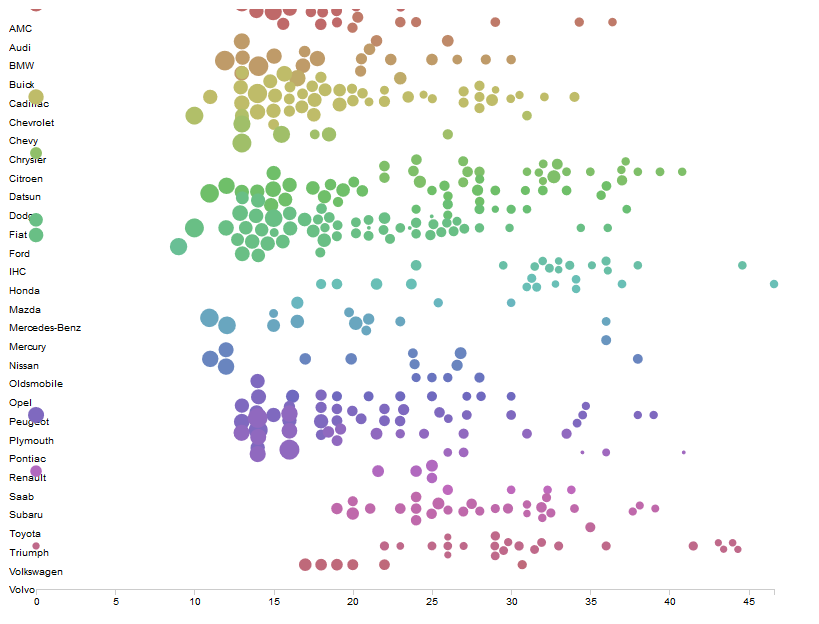 AMC
Audi
BMW
Buick
Cadillac
Chevrolet
Chevy
Chrysler
Citroen
Datsun
Dodge
Fiat
Ford
IHC
Honda
Mazda
Mercedes-Benz
Mercury
Nissan
Oldsmobile
Opel
Peugeot
Plymouth
Pontiac
Renault
Saab
Subaru
Toyota
Triumph
Volkswagen
Volvo
0 5 10 15 20 25 30 35 40 45